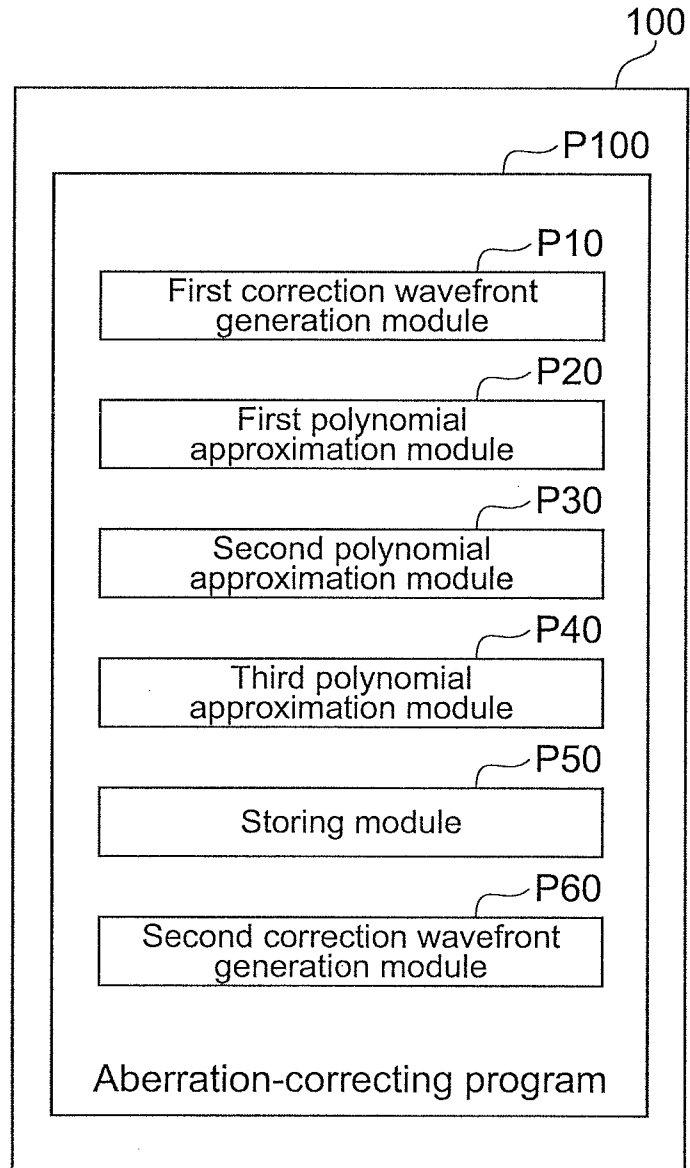 100
P100
P10
First correction wavefront
generation module
P20
First polynomial
approximation module
P30
Second polynomial
approximation module
P40
Third polynomial
approximation module
P50
Storing module
P60
Second correction wavefront
generation module
Aberration-correcting program